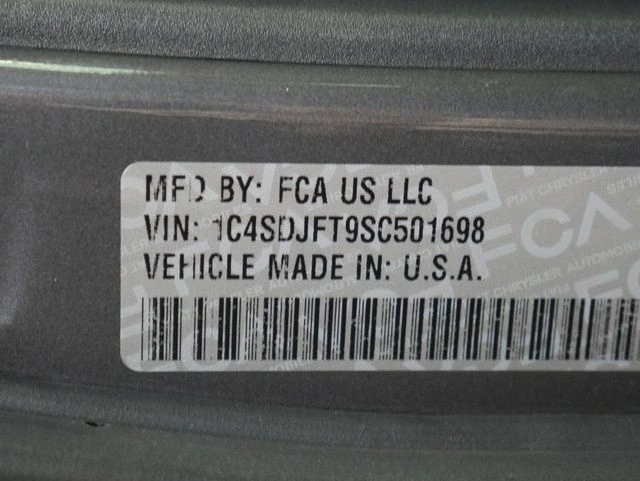 MFD BY: FCA US LLC
VIN: 1C4SDJFT9SC501698
VEHICLE MADE IN: U.S.A.